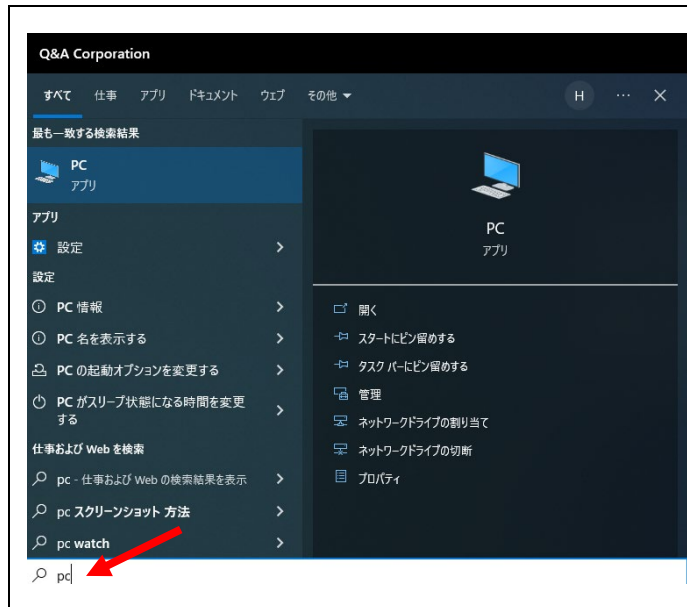 Q&A Corporation
すべて 仕事 アプリ ドキュメント ウェブ その他 H ···
最も一致する検索結果
PC
アプリ
アプリ
設定
設定
PC 情報
PC 名を表示する
PC の起動オプションを変更する
PC がスリープ状態になる時間を変更
する
仕事および Web を検索
pc - 仕事および Web の検索結果を表示
pc スクリーンショット 方法
pc watch
pc
PC
アプリ
開く
スタートにピン留めする
タスク バーにピン留めする
管理
ネットワークドライブの割り当て
ネットワークドライブの切断
プロパティ